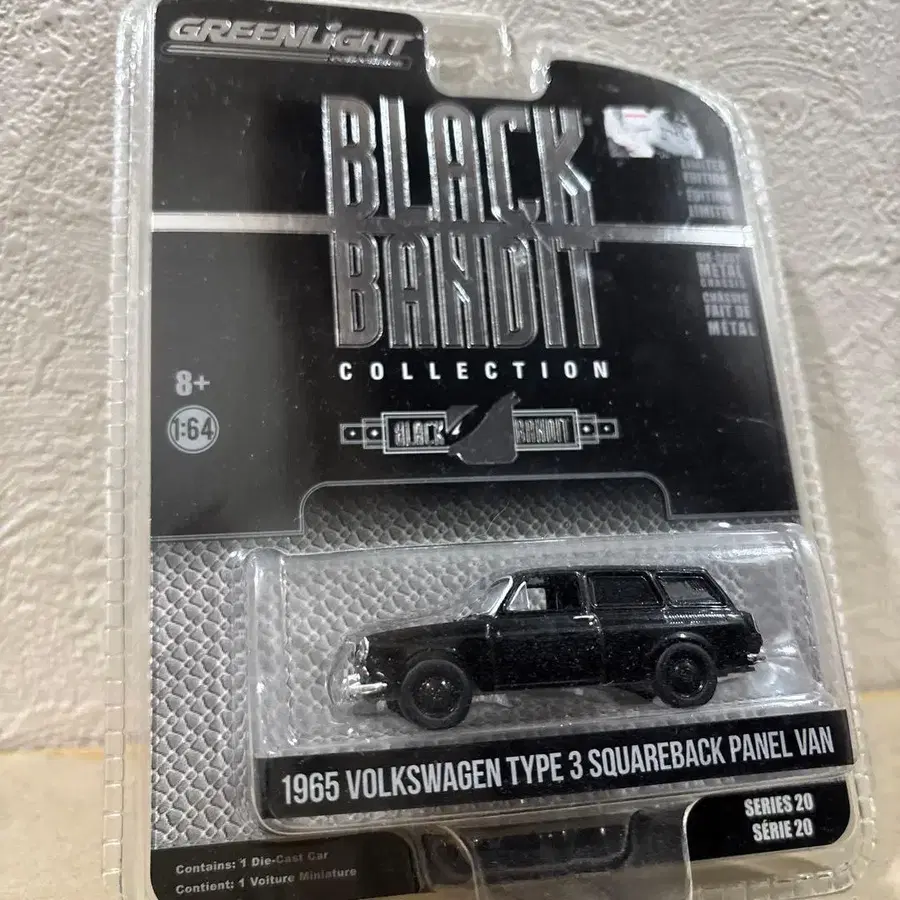 GREENLiGHT
BLACK
BANDIT
COLLECTION
LIMITED
EDITION
ÉDITION
LIMITÉE
DIE-CAST
METAL
CHASSIS
CHÂSSIS
FAIT DE
MÉTAL
8+
1:64
BLACK BANDIT
1965 VOLKSWAGEN TYPE 3 SQUAREBACK PANEL VAN
SERIES 20
SÉRIE 20
Contains: 1 Die-Cast Car
Contient: 1 Voiture Miniature